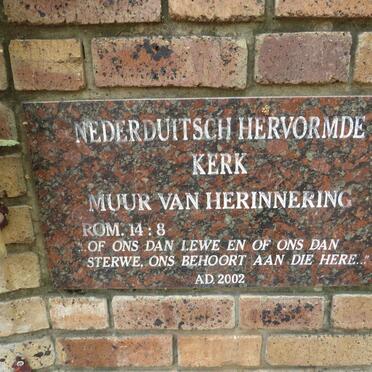 NEDERDUITSCH HERVORMDE
KERK
MUUR VAN HERINNERING
ROM. 14 : 8
"OF ONS DAN LEWE EN OF ONS DAN
STERWE, ONS BEHOORT AAN DIE HERE..."
A.D. 2002